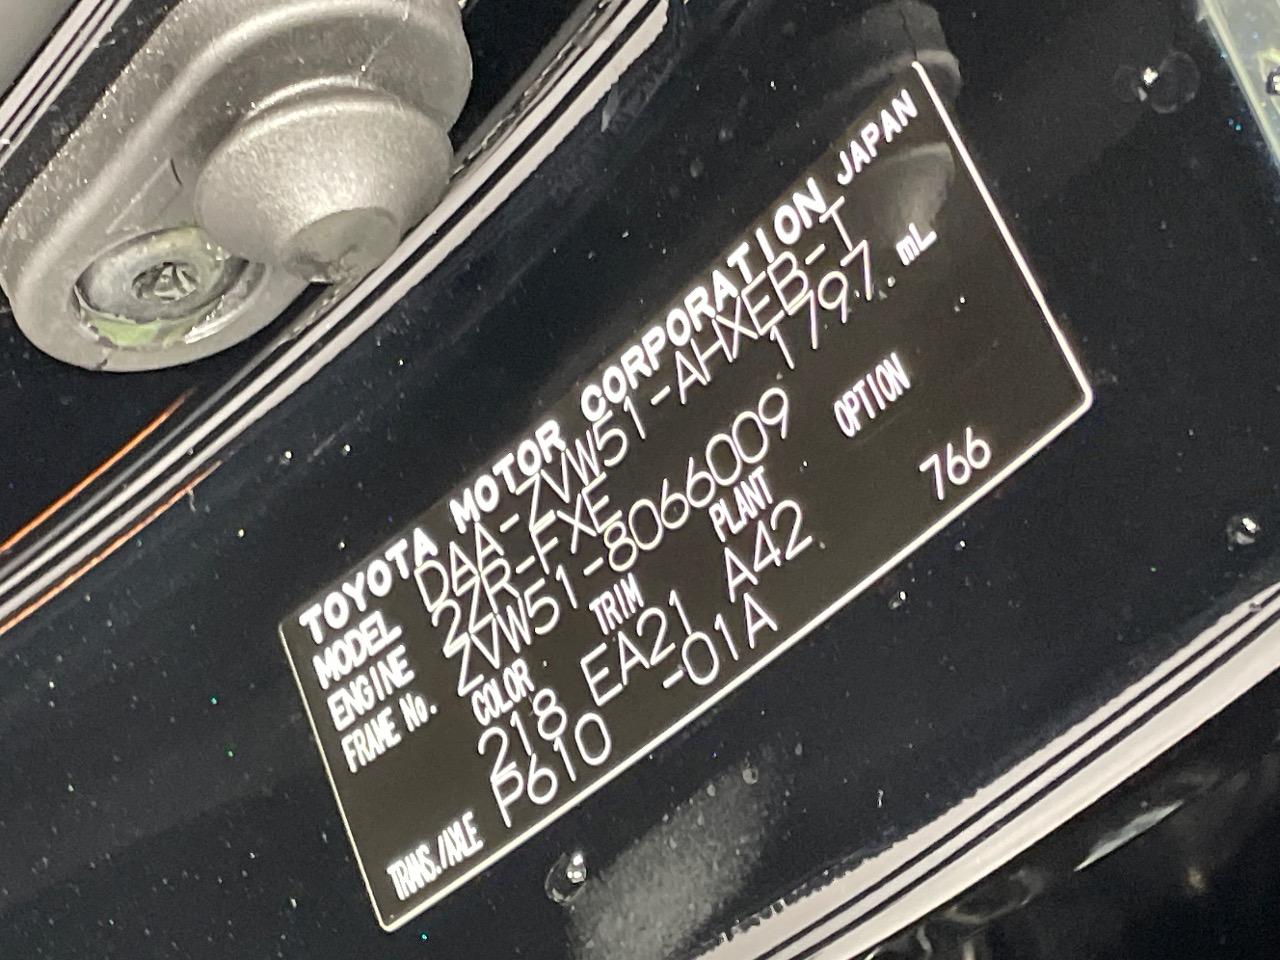 TOYOTA MOTOR CORPORATION JAPAN
MODEL DAA-ZVW51-AHXEB-T
ENGINE 2ZR-FXE 1797. mL
FRAME No. ZVW51-8066009
COLOR TRIM PLANT OPTION
218 EA21 A42 766
TRANS./AXLE P610 -01A